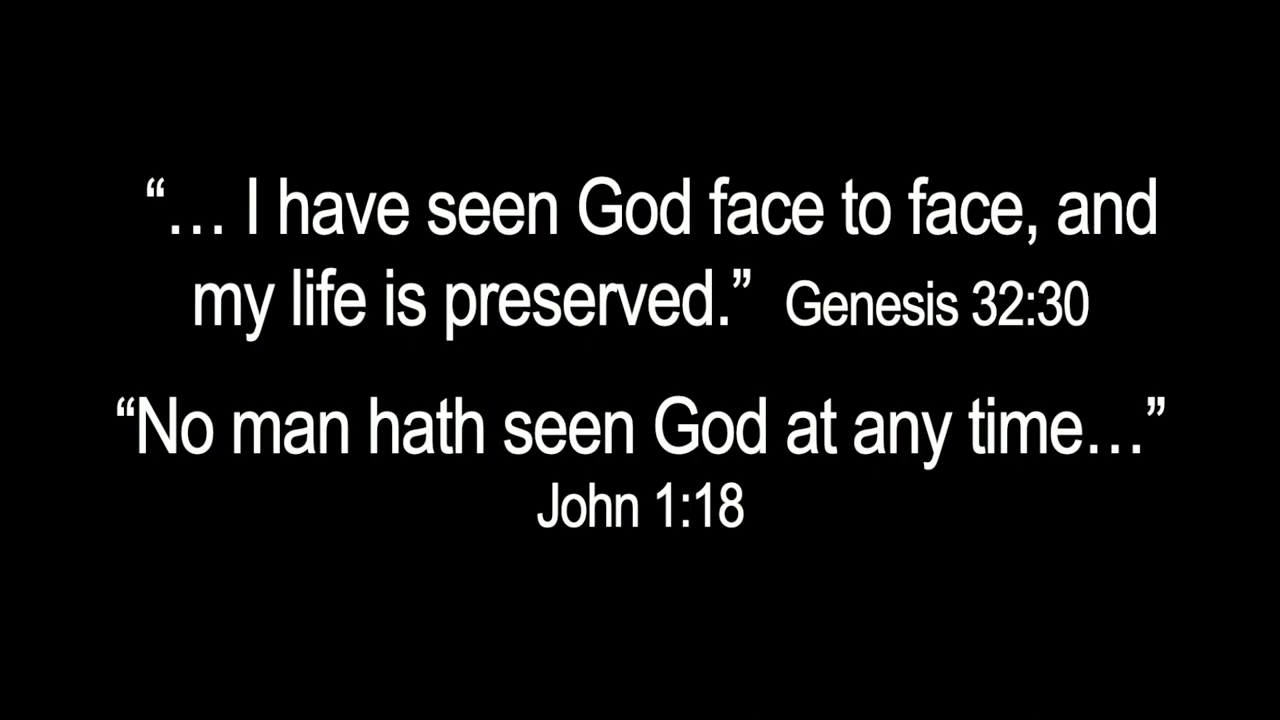 “… I have seen God face to face, and
my life is preserved.” Genesis 32:30
“No man hath seen God at any time…”
John 1:18